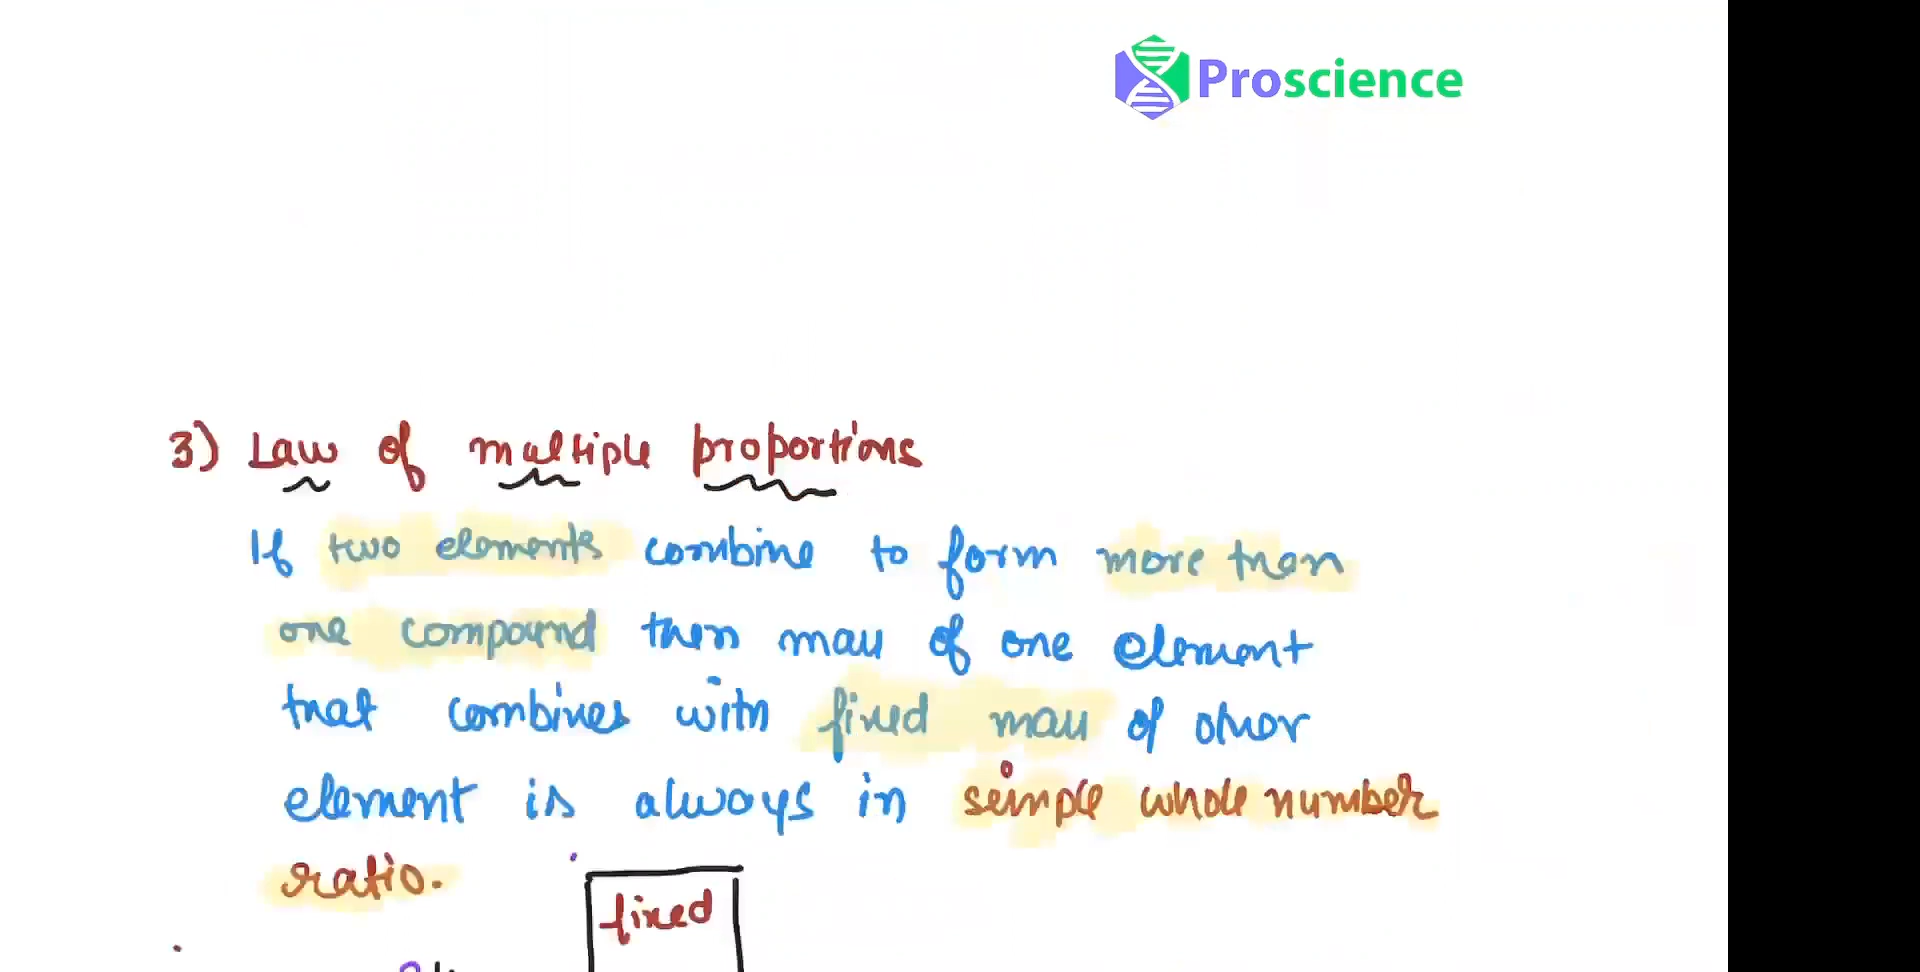 Proscience
3) Law of multiple proportions
If two elements combine to form more than
one compound then mass of one element
that combines with fixed mass of other
element is always in simple whole number
ratio.
fixed